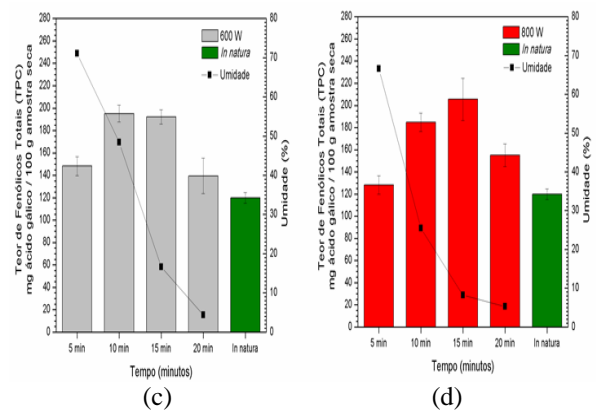 Teor de Fenólicos Totais (TPC)
mg ácido gálico / 100 g amostra seca
280
260
240
220
200
180
160
140
120
100
80
60
40
20
0
600 W
In natura
Umidade
80
70
60
50
40
30
20
10
0
Umidade (%)
5 min 10 min 15 min 20 min In natura
Tempo (minutos)
(c)
Teor de Fenólicos Totais (TPC)
mg ácido gálico / 100 g amostra seca
280
260
240
220
200
180
160
140
120
100
80
60
40
20
0
800 W
In natura
Umidade
80
70
60
50
40
30
20
10
0
Umidade (%)
5 min 10 min 15 min 20 min In natura
Tempo (minutos)
(d)